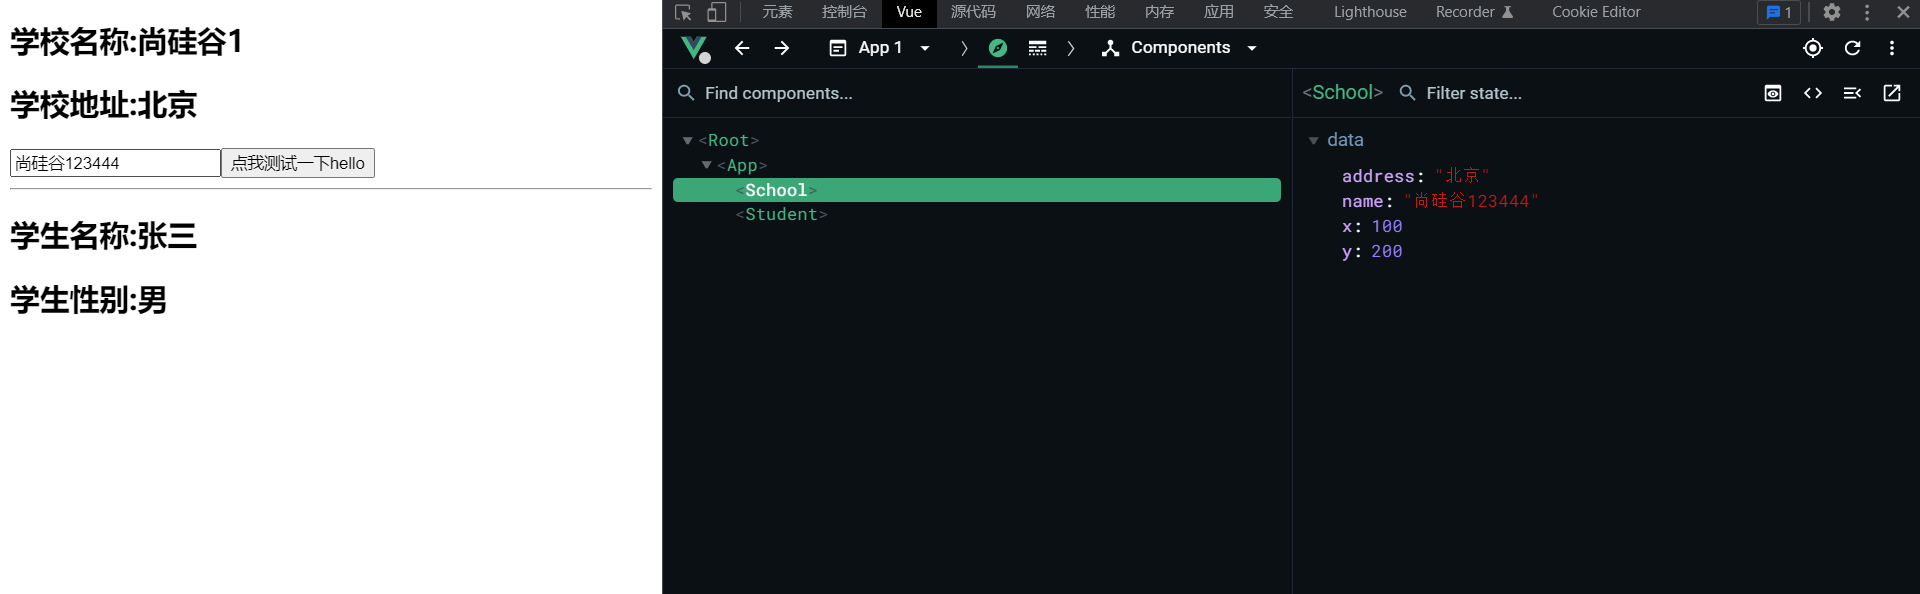 学校名称:尚硅谷1
学校地址:北京
尚硅谷123444 点我测试一下hello
学生名称:张三
学生性别:男
元素 控制台 Vue 源代码 网络 性能 内存 应用 安全 Lighthouse Recorder Cookie Editor 1
App 1 Components
Find components...
<Root>
<App>
<School>
<Student>
<School> Filter state...
data
address: "北京"
name: "尚硅谷123444"
x: 100
y: 200